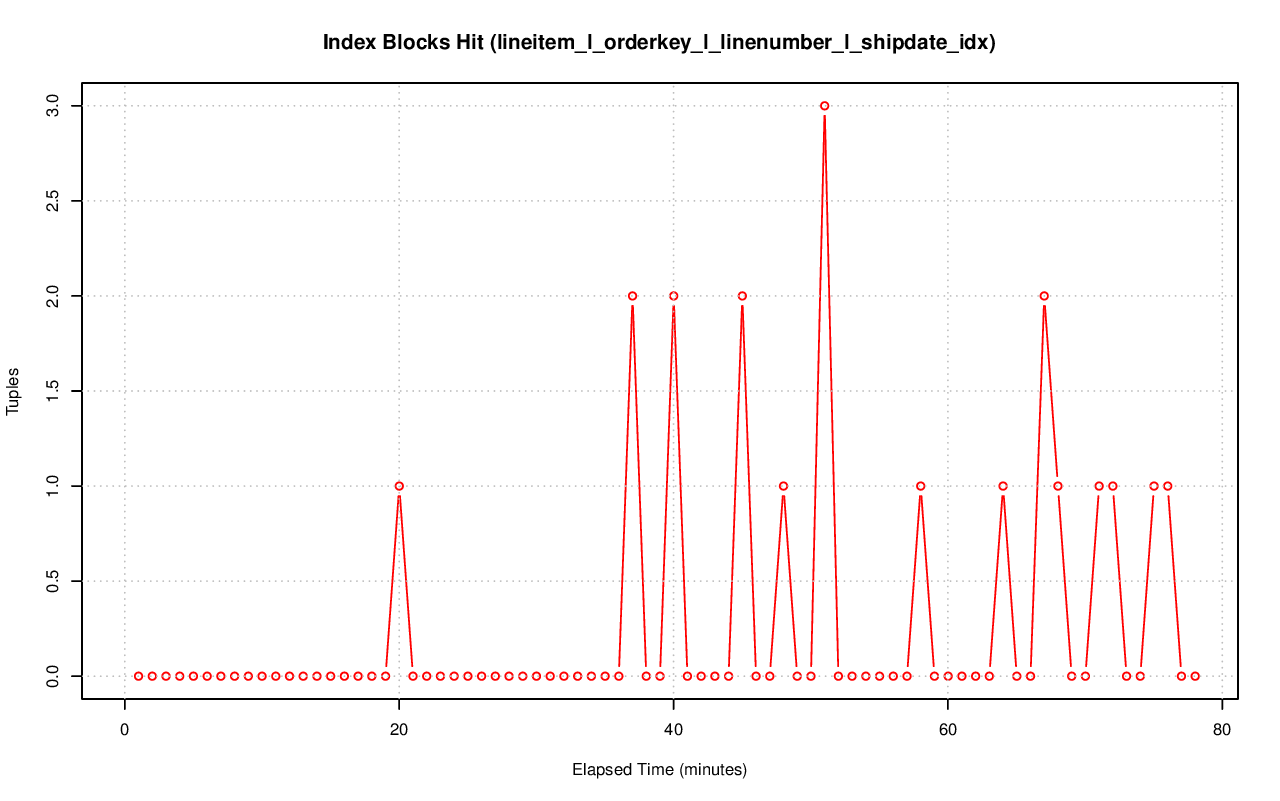 Index Blocks Hit (lineitem_l_orderkey_l_linenumber_l_shipdate_idx)
Tuples
3.0
2.5
2.0
1.5
1.0
0.5
0.0
0 20 40 60 80
Elapsed Time (minutes)